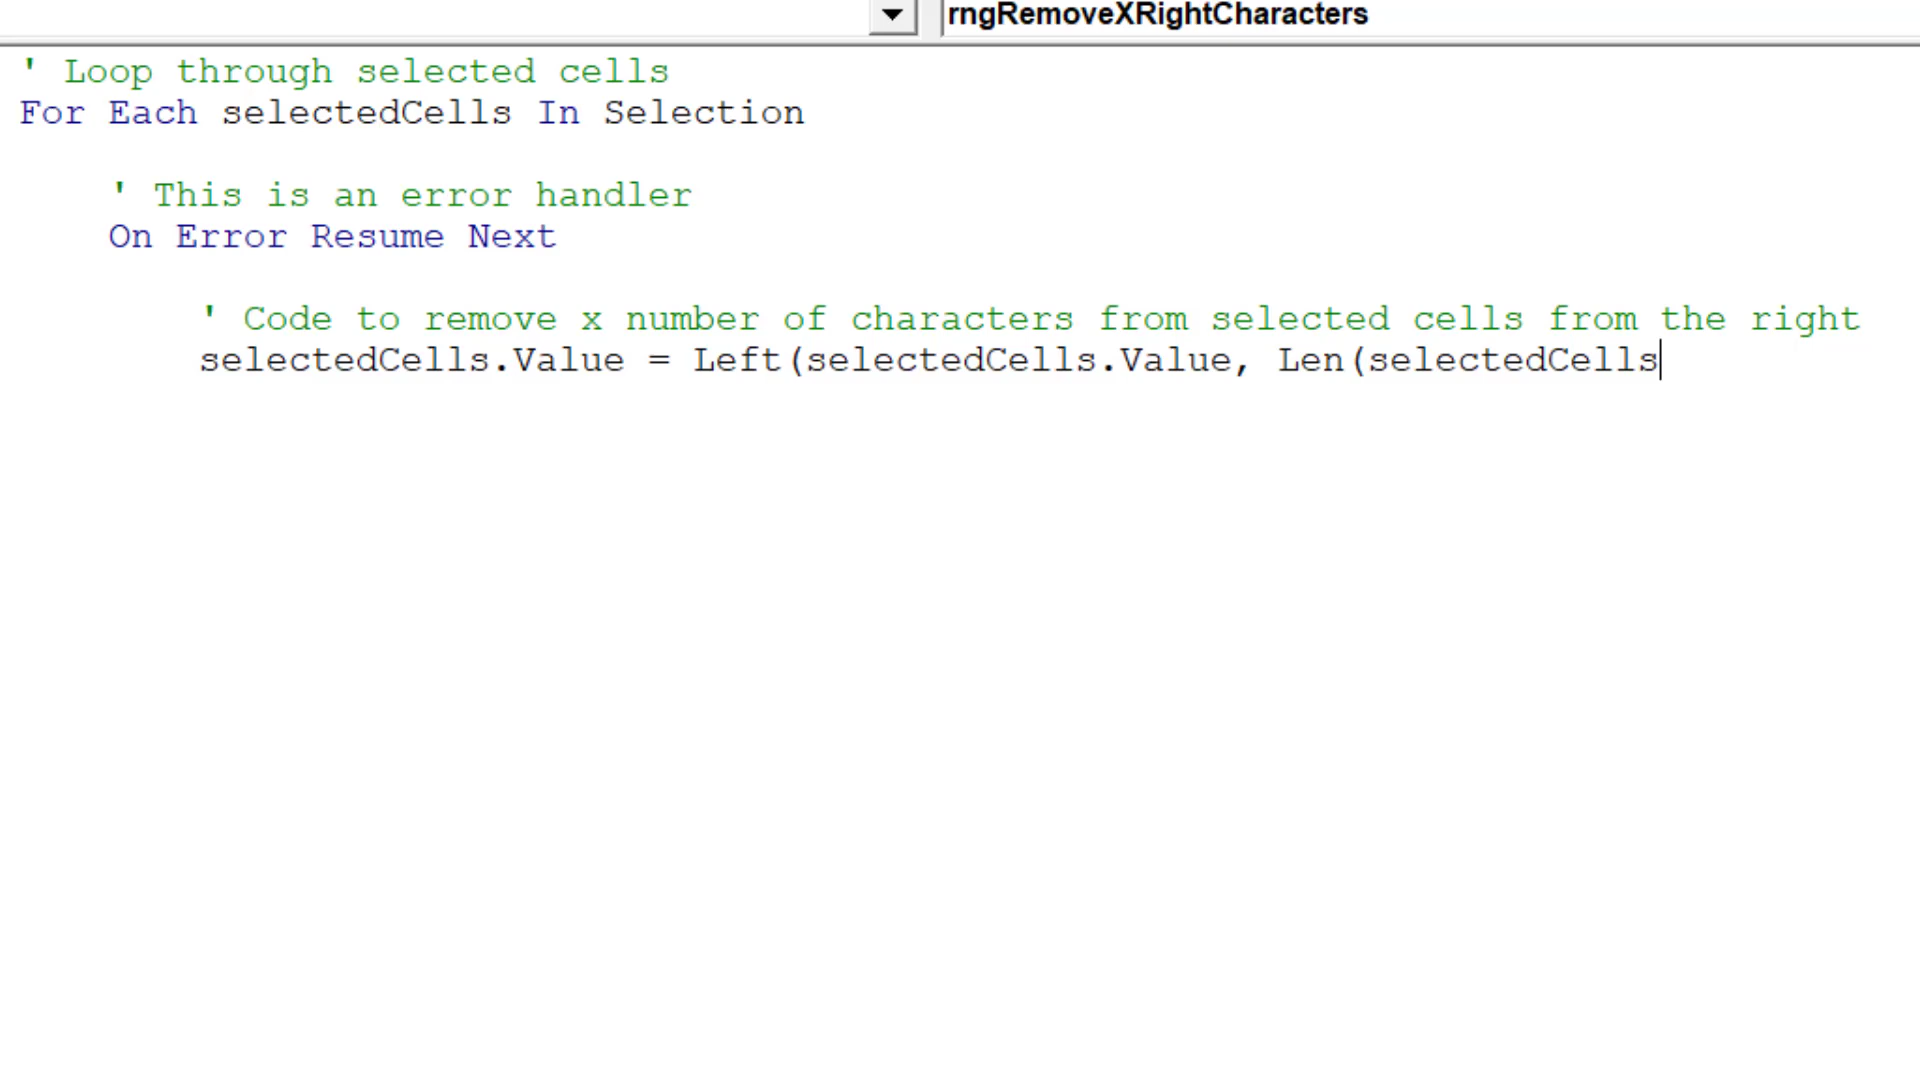 rngRemoveXRightCharacters
' Loop through selected cells
For Each selectedCells In Selection
' This is an error handler
On Error Resume Next
' Code to remove x number of characters from selected cells from the right
selectedCells.Value = Left(selectedCells.Value, Len(selectedCells